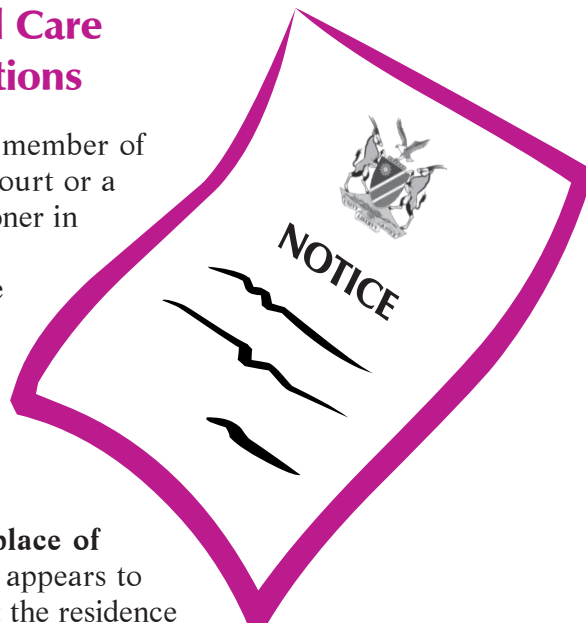 Care
tions
member of
ourt or a
oner in
NOTICE
place of
appears to
the residence